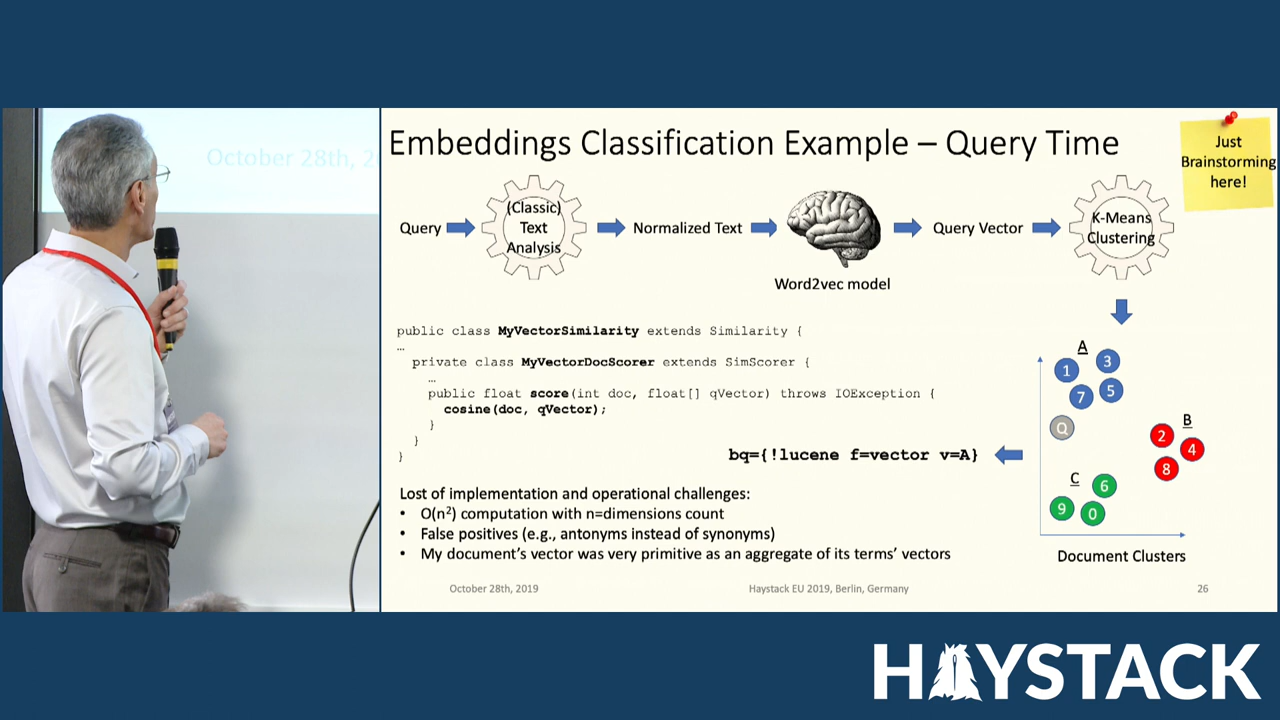 October 28th, 2
Embeddings Classification Example – Query Time
Just
Brainstorming
here!
Query
(Classic)
Text
Analysis
Normalized Text
Word2vec model
Query Vector
K-Means
Clustering
public class MyVectorSimilarity extends Similarity {
…
private class MyVectorDocScorer extends SimScorer {
…
public float score(int doc, float[] qVector) throws IOException {
cosine(doc, qVector);
}
}
}
bq={!lucene f=vector v=A}
A
1
3
7
5
Q
B
2
4
8
C
6
9
0
Document Clusters
Lost of implementation and operational challenges:
• O(n²) computation with n=dimensions count
• False positives (e.g., antonyms instead of synonyms)
• My document’s vector was very primitive as an aggregate of its terms’ vectors
October 28th, 2019
Haystack EU 2019, Berlin, Germany
26
HAYSTACK